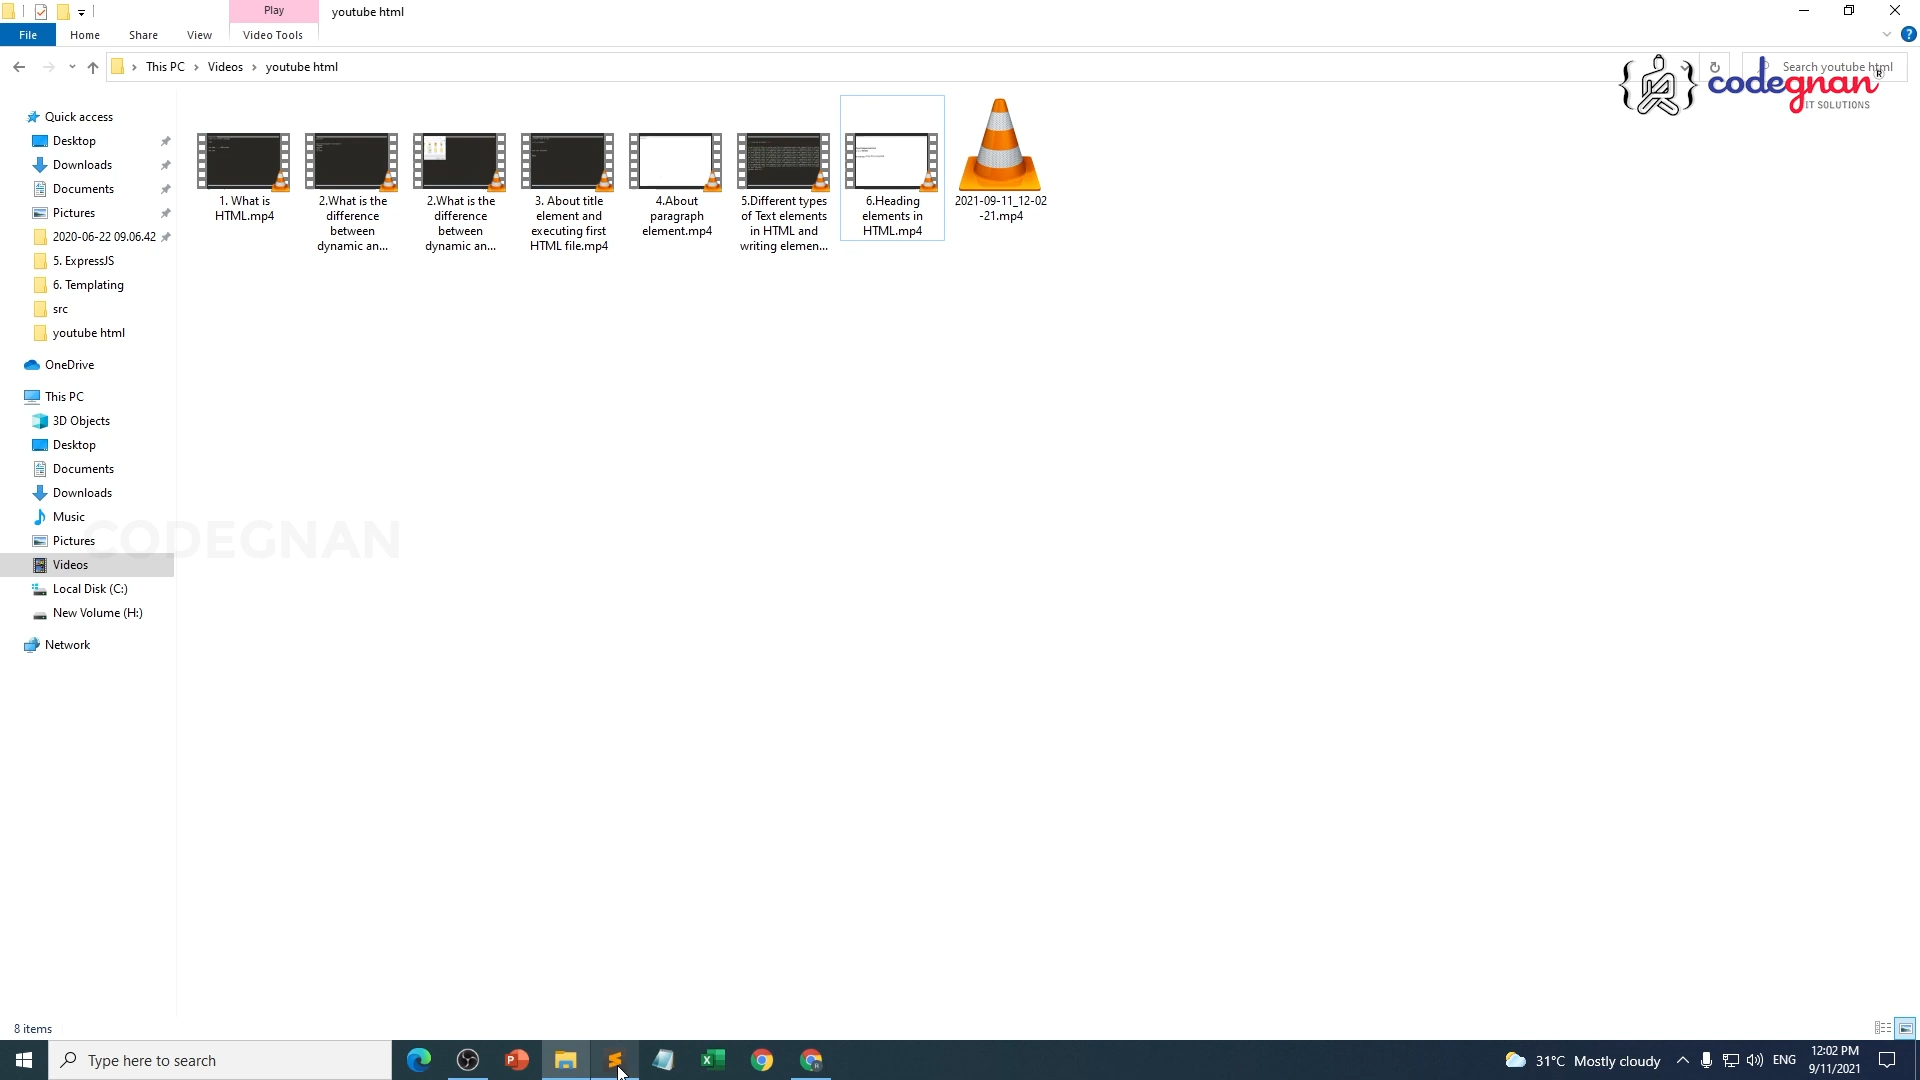 Play
youtube html
File
Home
Share
View
Video Tools
This PC
Videos
youtube html
Search youtube html
codegnan®
IT SOLUTIONS
Quick access
Desktop
Downloads
Documents
Pictures
2020-06-22 09.06.42
5. ExpressJS
6. Templating
src
youtube html
OneDrive
This PC
3D Objects
Desktop
Documents
Downloads
Music
Pictures
Videos
Local Disk (C:)
New Volume (H:)
Network
CODEGNAN
1. What is
HTML.mp4
2.What is the
difference
between
dynamic an...
2.What is the
difference
between
dynamic an...
3. About title
element and
executing first
HTML file.mp4
4.About
paragraph
element.mp4
5.Different types
of Text elements
in HTML and
writing elemen...
6.Heading
elements in
HTML.mp4
2021-09-11_12-02
-21.mp4
8 items
Type here to search
31°C Mostly cloudy
ENG
12:02 PM
9/11/2021